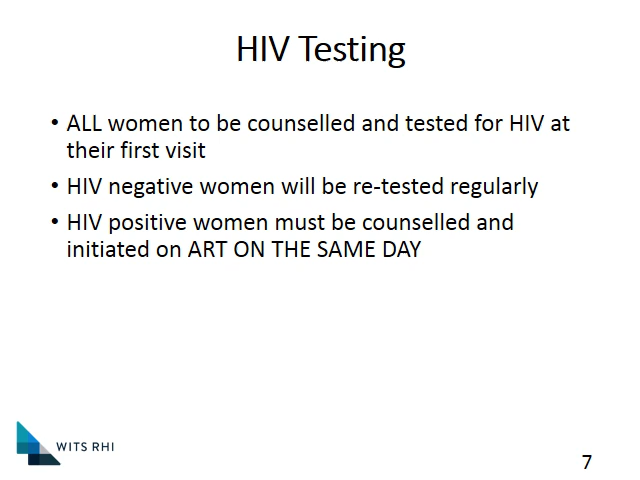 HIV Testing
• ALL women to be counselled and tested for HIV at
their first visit
• HIV negative women will be re-tested regularly
• HIV positive women must be counselled and
initiated on ART ON THE SAME DAY
WITS RHI
7